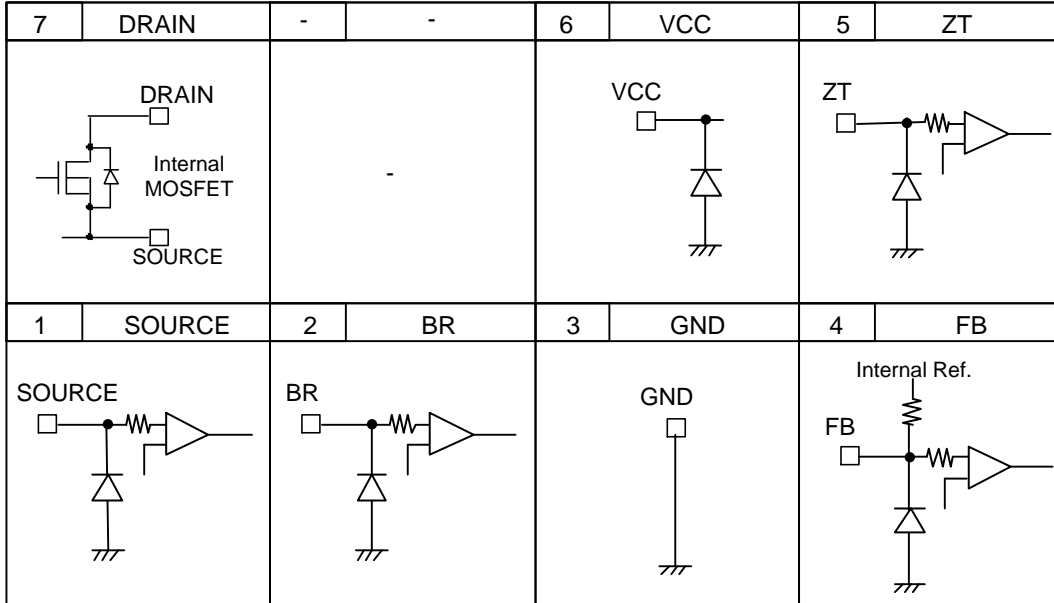 7 DRAIN - - 6 VCC 5 ZT
DRAIN
Internal
MOSFET
SOURCE
-
VCC
ZT
1 SOURCE 2 BR 3 GND 4 FB
SOURCE
BR
GND
Internal Ref.
FB